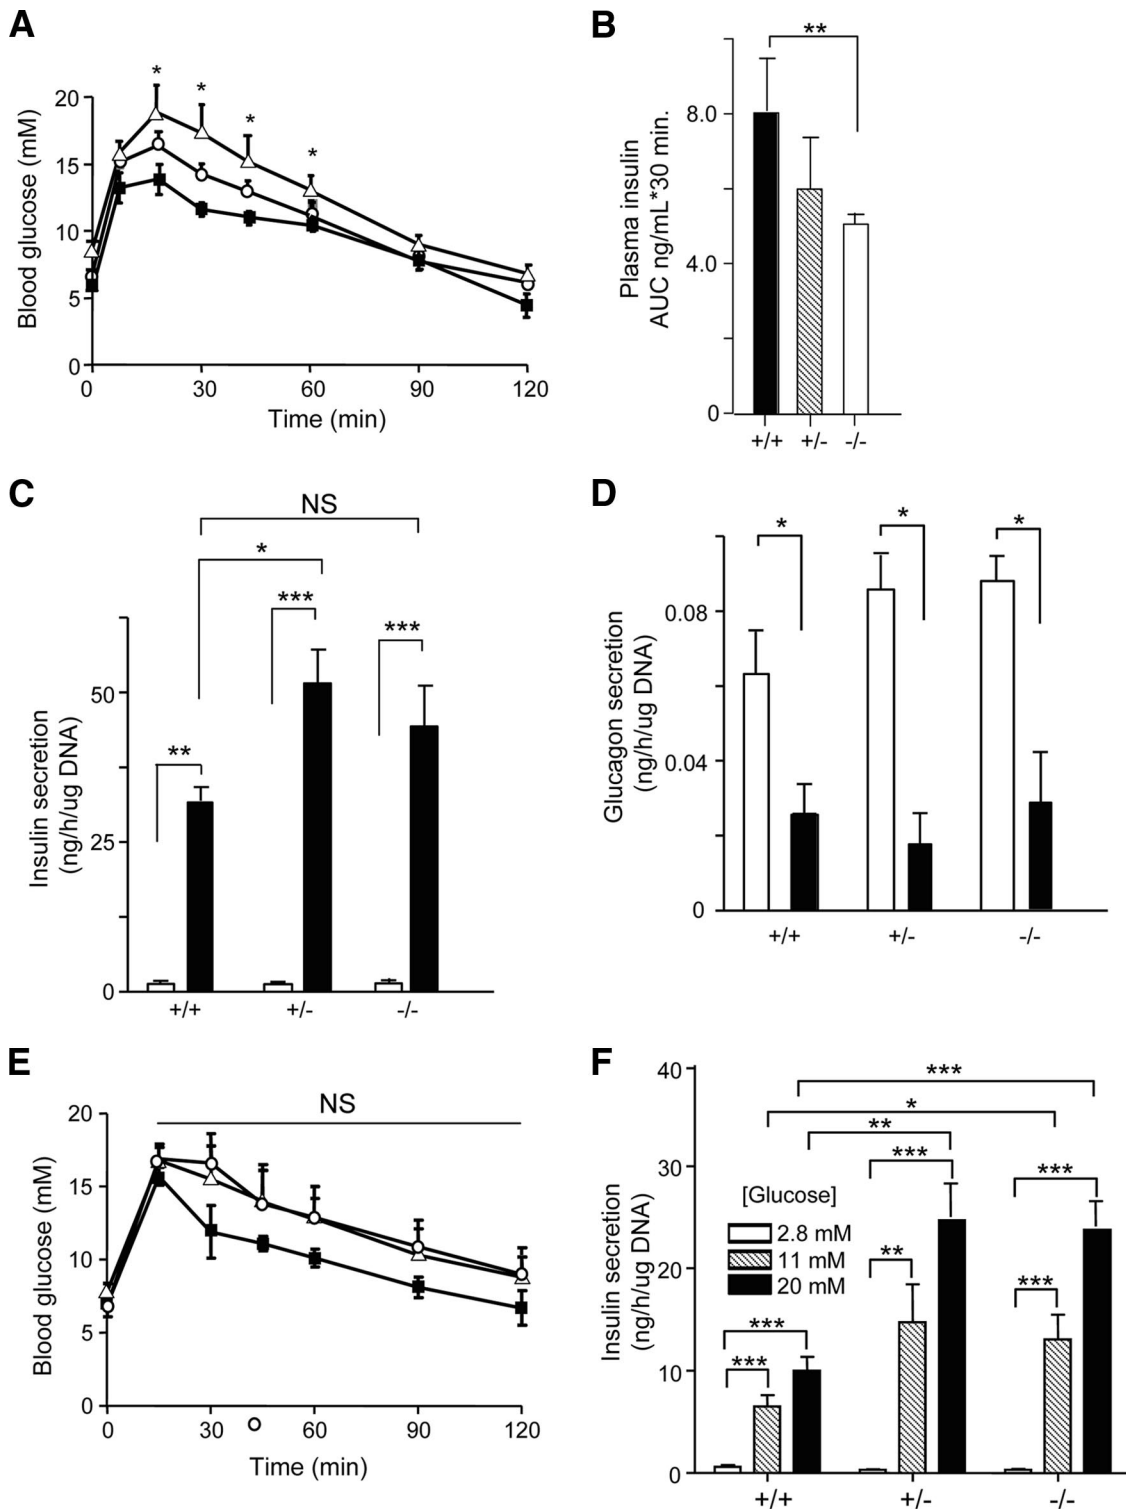 A
Blood glucose (mM)
20
15
10
5
0
* * * *
0 30 60 90 120
Time (min)
B
Plasma insulin
AUC ng/mL*30 min.
**
8.0
4.0
0
+/+ +/- -/-
C
Insulin secretion
(ng/h/ug DNA)
NS
*
***
***
**
50
25
0
+/+ +/- -/-
D
Glucagon secretion
(ng/h/ug DNA)
* * *
0.08
0.04
0
+/+ +/- -/-
E
Blood glucose (mM)
NS
20
15
10
5
0
0 30 60 90 120
Time (min)
F
Insulin secretion
(ng/h/ug DNA)
40
30
20
10
0
***
*
**
***
***
[Glucose]
2.8 mM
11 mM
20 mM
**
***
***
***
+/+ +/- -/-